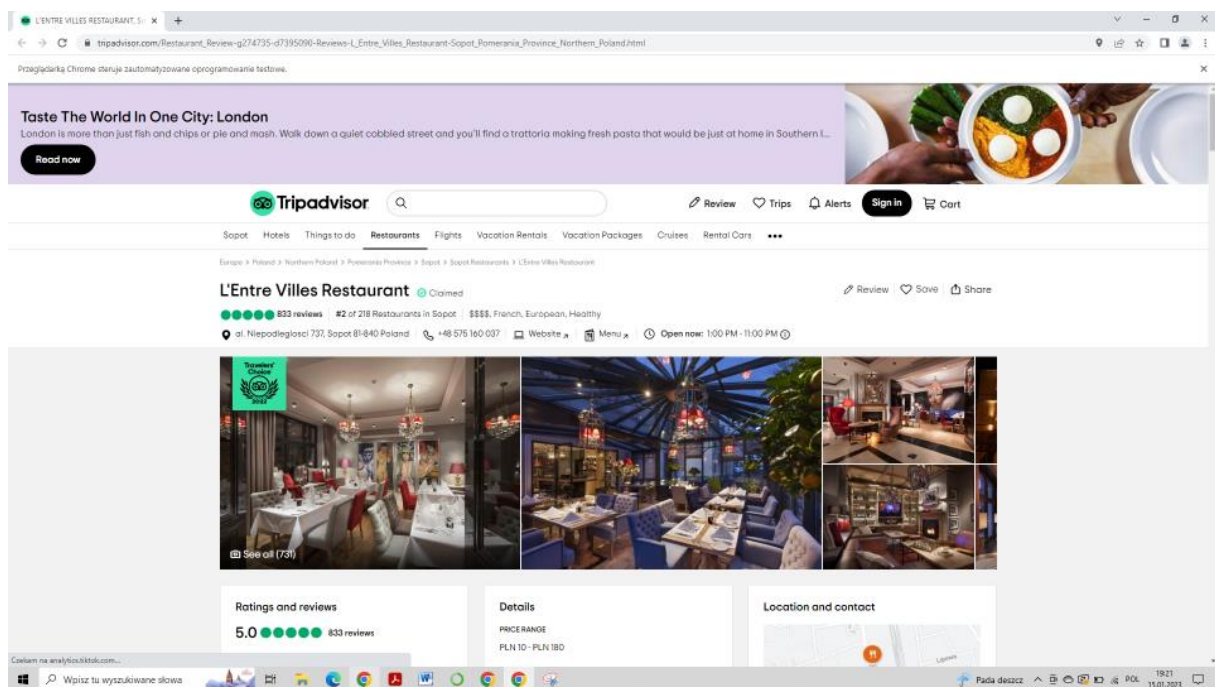 L'ENTRE VILLES RESTAURANT, S
tripadvisor.com/Restaurant_Review-g274735-d7395090-Reviews-L_Entre_Villes_Restaurant-Sopot_Pomerania_Province_Northern_Poland.html
Przeglądarką Chrome steruje zautomatyzowane oprogramowanie testowe.
Taste The World In One City: London
London is more than just fish and chips or pie and mash. Walk down a quiet cobbled street and you'll find a trattoria making fresh pasta that would be just at home in Southern I...
Read now
Tripadvisor
Review Trips Alerts Sign in Cart
Sopot Hotels Things to do Restaurants Flights Vacation Rentals Vacation Packages Cruises Rental Cars •••
Europe > Poland > Northern Poland > Pomerania Province > Sopot > Sopot Restaurants > L'Entre Villes Restaurant
L'Entre Villes Restaurant Claimed
Review Save Share
833 reviews #2 of 218 Restaurants in Sopot $$$$, French, European, Healthy
al. Niepodleglosci 737, Sopot 81-840 Poland +48 575 160 037 Website Menu Open now: 1:00 PM - 11:00 PM
Travelers'
Choice
2022
See all (731)
Ratings and reviews
5.0 833 reviews
Details
PRICE RANGE
PLN 10 - PLN 180
Location and contact
Lipowa
Czekam na analytics.tiktok.com...
Wpisz tu wyszukiwane słowa
Pada deszcz POL 19:21
15.01.2023